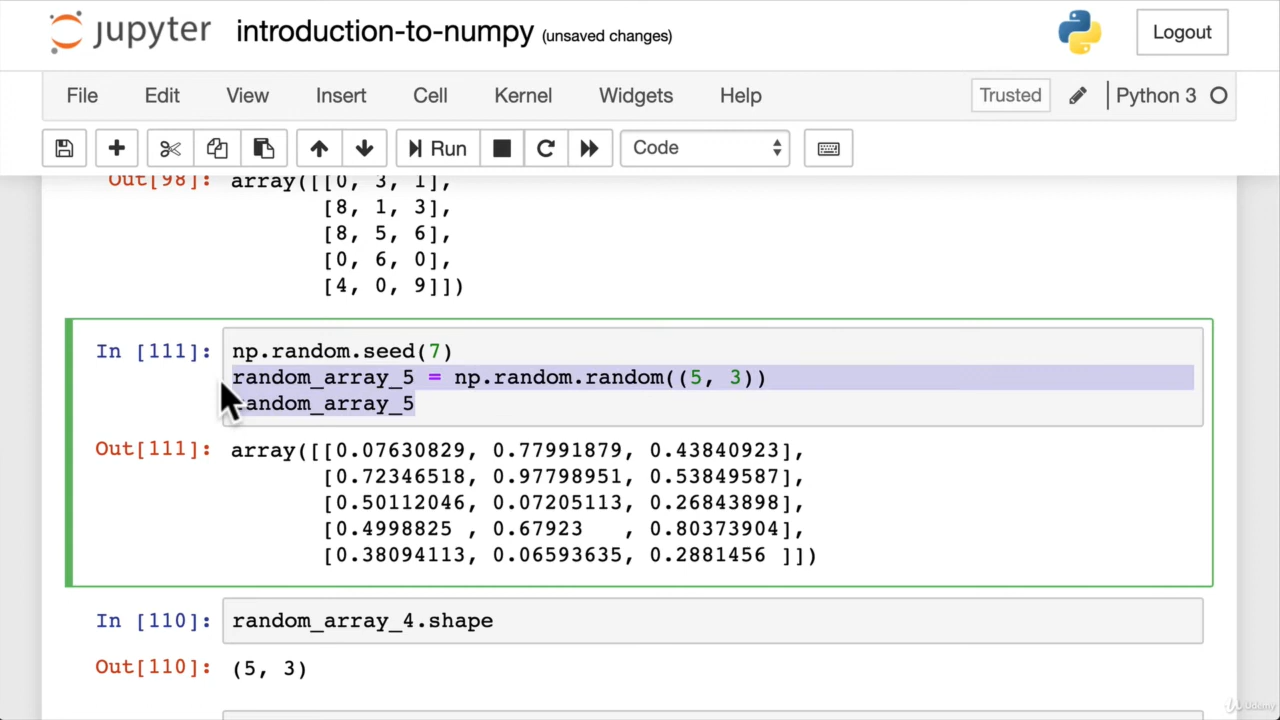 jupyter introduction-to-numpy (unsaved changes) Logout
File Edit View Insert Cell Kernel Widgets Help Trusted Python 3
Run Code
Out[98]: array([[0, 3, 1],
[8, 1, 3],
[8, 5, 6],
[0, 6, 0],
[4, 0, 9]])
In [111]: np.random.seed(7)
random_array_5 = np.random.random((5, 3))
random_array_5
Out[111]: array([[0.07630829, 0.77991879, 0.43840923],
[0.72346518, 0.97798951, 0.53849587],
[0.50112046, 0.07205113, 0.26843898],
[0.4998825 , 0.67923   , 0.80373904],
[0.38094113, 0.06593635, 0.2881456 ]])
In [110]: random_array_4.shape
Out[110]: (5, 3)
Udemy